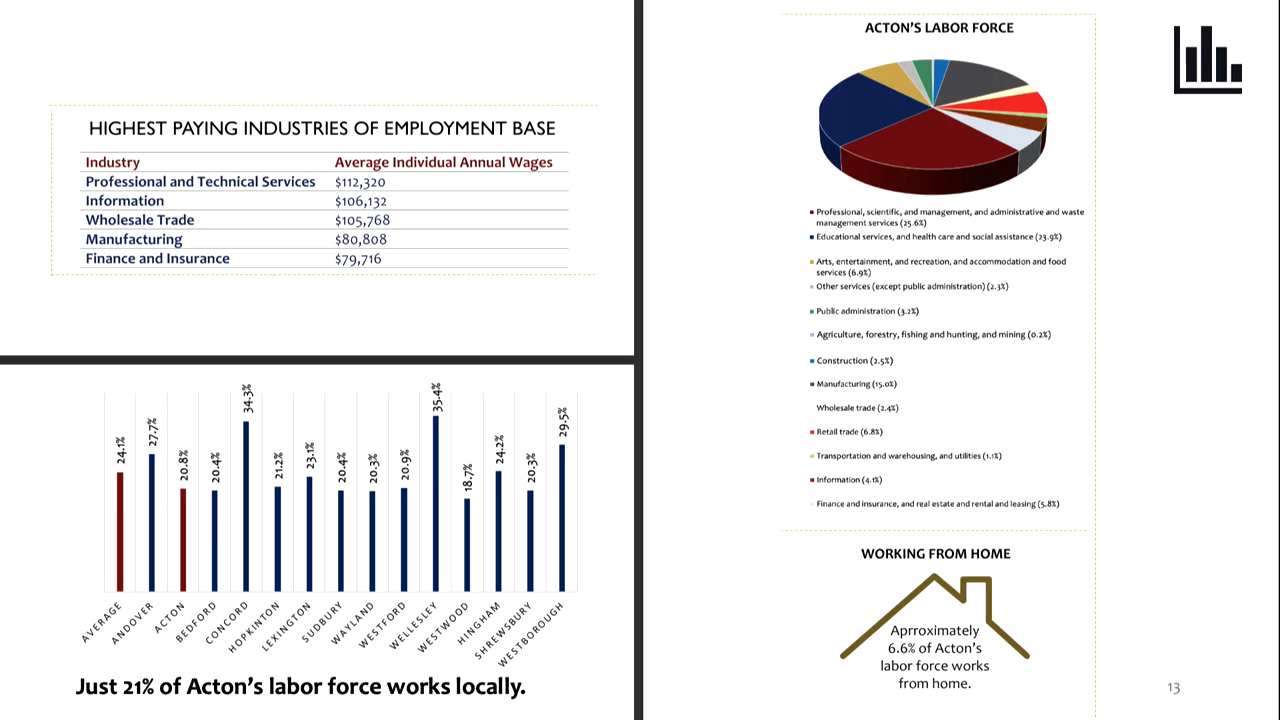 HIGHEST PAYING INDUSTRIES OF EMPLOYMENT BASE
Industry Average Individual Annual Wages
Professional and Technical Services $112,320
Information $106,132
Wholesale Trade $105,768
Manufacturing $80,808
Finance and Insurance $79,716
24.1%
27.7%
20.8%
20.4%
34.3%
21.2%
23.1%
20.4%
20.3%
20.9%
35.4%
18.7%
24.2%
20.3%
29.5%
AVERAGE
ANDOVER
ACTON
BEDFORD
CONCORD
HOPKINTON
LEXINGTON
SUDBURY
WAYLAND
WESTFORD
WELLESLEY
WESTWOOD
HINGHAM
SHREWSBURY
WESTBOROUGH
Just 21% of Acton's labor force works locally.
ACTON'S LABOR FORCE
Professional, scientific, and management, and administrative and waste
management services (25.6%)
Educational services, and health care and social assistance (23.9%)
Arts, entertainment, and recreation, and accommodation and food
services (6.9%)
Other services (except public administration) (2.3%)
Public administration (3.2%)
Agriculture, forestry, fishing and hunting, and mining (0.2%)
Construction (2.5%)
Manufacturing (15.0%)
Wholesale trade (2.4%)
Retail trade (6.8%)
Transportation and warehousing, and utilities (1.1%)
Information (4.1%)
Finance and insurance, and real estate and rental and leasing (5.8%)
WORKING FROM HOME
Aprroximately
6.6% of Acton's
labor force works
from home.
13